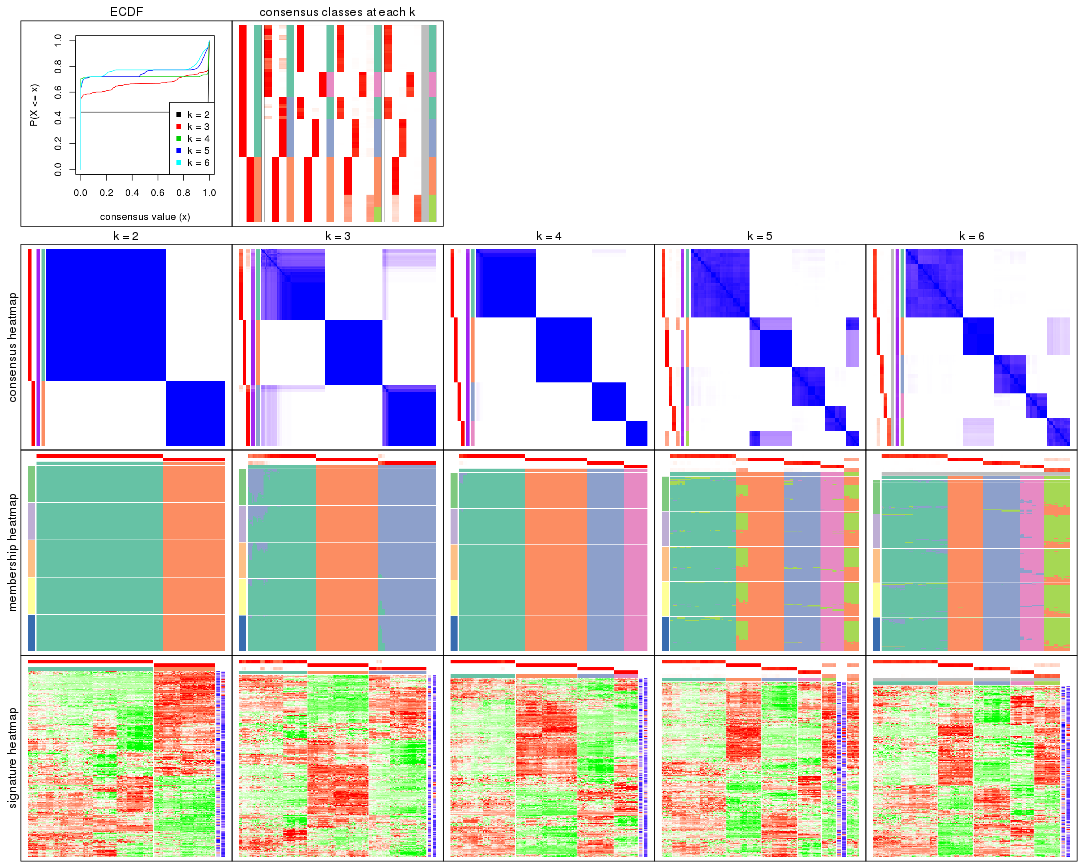 ECDF
consensus classes at each k
P(X <= x)
1.0
0.8
0.6
0.4
0.2
0.0
k = 2
k = 3
k = 4
k = 5
k = 6
0.0 0.2 0.4 0.6 0.8 1.0
consensus value (x)
k = 2
k = 3
k = 4
k = 5
k = 6
consensus heatmap
membership heatmap
signature heatmap